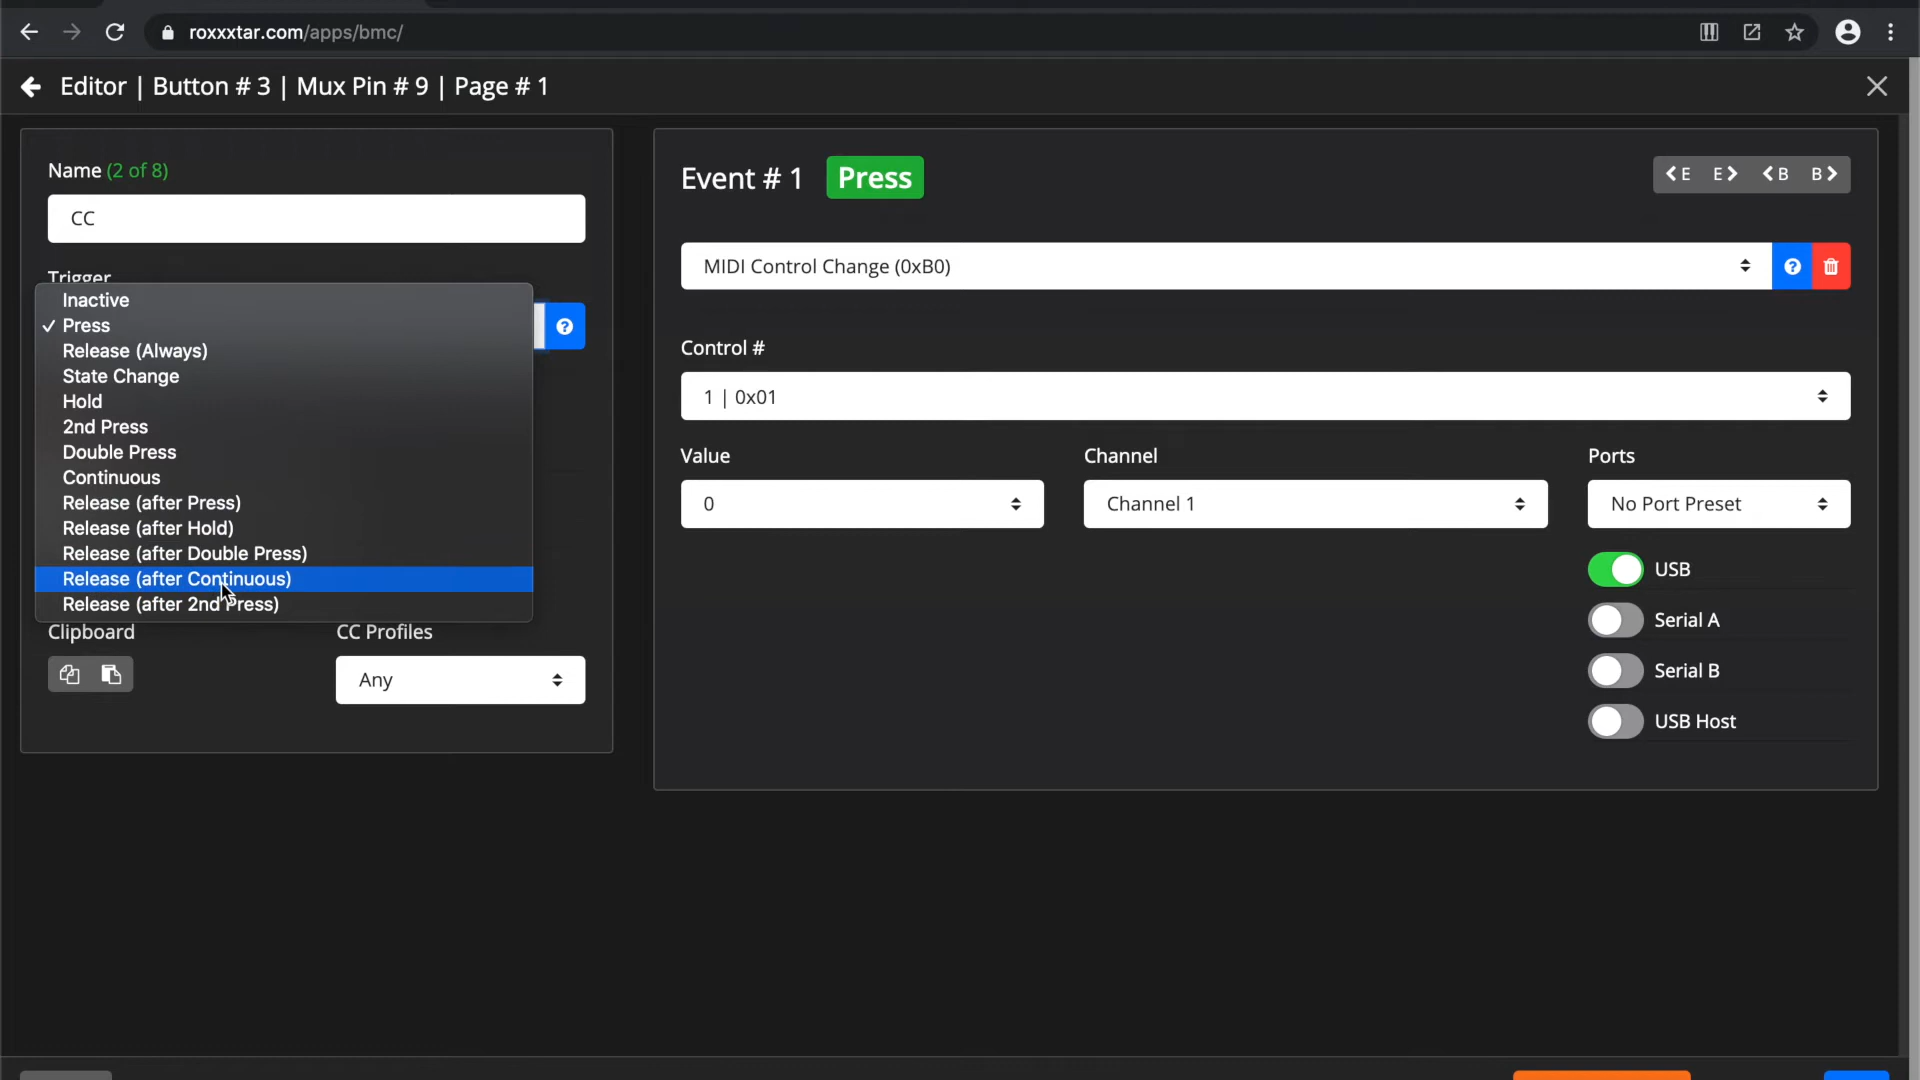 roxxxtar.com/apps/bmc/
Editor | Button # 3 | Mux Pin # 9 | Page # 1
Name (2 of 8)
CC
Trigger
Inactive
✓ Press
Release (Always)
State Change
Hold
2nd Press
Double Press
Continuous
Release (after Press)
Release (after Hold)
Release (after Double Press)
Release (after Continuous)
Release (after 2nd Press)
Clipboard
CC Profiles
Any
Event # 1 Press
E E B B
MIDI Control Change (0xB0)
Control #
1 | 0x01
Value
Channel
Ports
0
Channel 1
No Port Preset
USB
Serial A
Serial B
USB Host